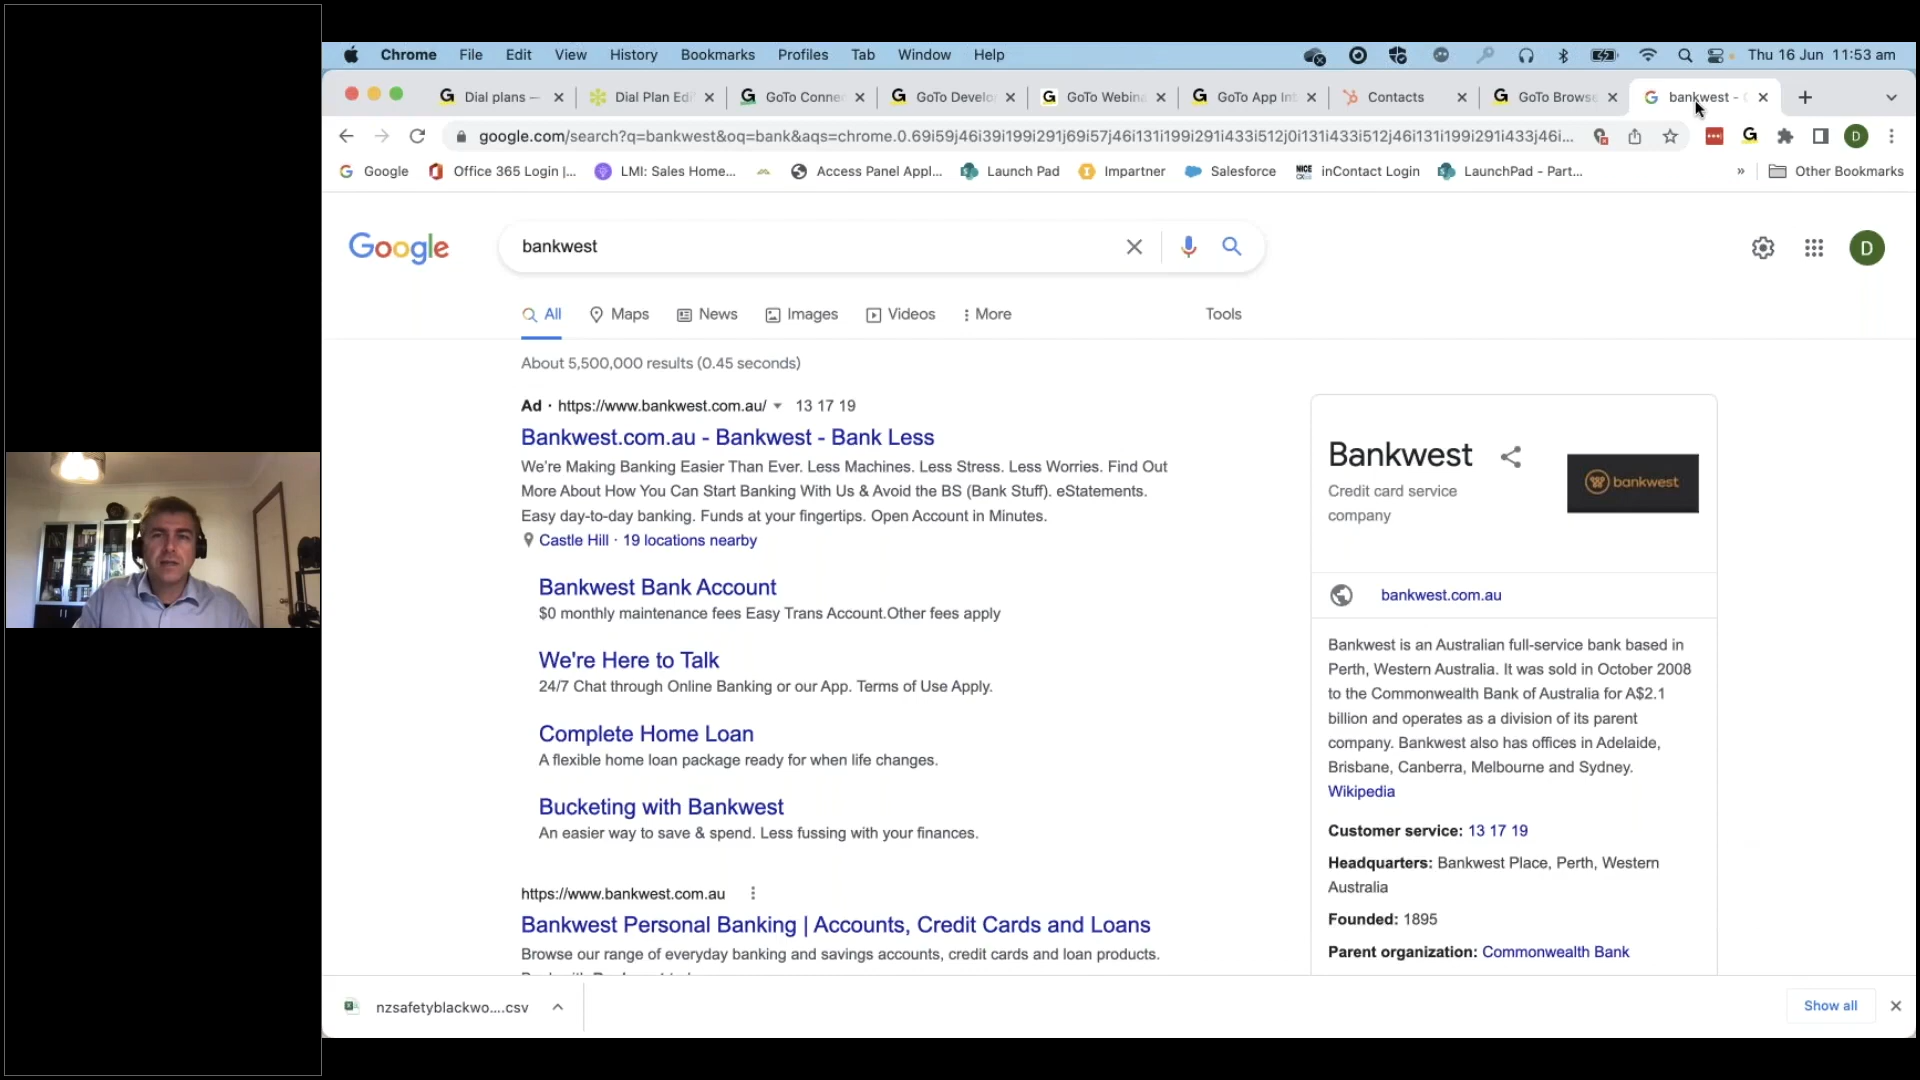 Chrome File Edit View History Bookmarks Profiles Tab Window Help Thu 16 Jun 11:53 am
Dial plans — Dial Plan Edi GoTo Conne GoTo Develo GoTo Webina GoTo App Int Contacts GoTo Browse bankwest -
google.com/search?q=bankwest&oq=bank&aqs=chrome.0.69i59j46i39i199i291j69i57j46i131i199i291i433i512j0i131i433i512j46i131i199i291i433j46i... D
Google Office 365 Login |... LMI: Sales Home... Access Panel Appl... Launch Pad Impartner Salesforce NICE inContact Login LaunchPad - Part... » Other Bookmarks
Google bankwest D
All Maps News Images Videos More Tools
About 5,500,000 results (0.45 seconds)
Ad · https://www.bankwest.com.au/ 13 17 19
Bankwest.com.au - Bankwest - Bank Less
We’re Making Banking Easier Than Ever. Less Machines. Less Stress. Less Worries. Find Out
More About How You Can Start Banking With Us & Avoid the BS (Bank Stuff). eStatements.
Easy day-to-day banking. Funds at your fingertips. Open Account in Minutes.
Castle Hill · 19 locations nearby
Bankwest Bank Account
$0 monthly maintenance fees Easy Trans Account.Other fees apply
We're Here to Talk
24/7 Chat through Online Banking or our App. Terms of Use Apply.
Complete Home Loan
A flexible home loan package ready for when life changes.
Bucketing with Bankwest
An easier way to save & spend. Less fussing with your finances.
https://www.bankwest.com.au
Bankwest Personal Banking | Accounts, Credit Cards and Loans
Browse our range of everyday banking and savings accounts, credit cards and loan products.
Bankwest
Credit card service
company
bankwest
bankwest.com.au
Bankwest is an Australian full-service bank based in
Perth, Western Australia. It was sold in October 2008
to the Commonwealth Bank of Australia for A$2.1
billion and operates as a division of its parent
company. Bankwest also has offices in Adelaide,
Brisbane, Canberra, Melbourne and Sydney.
Wikipedia
Customer service: 13 17 19
Headquarters: Bankwest Place, Perth, Western
Australia
Founded: 1895
Parent organization: Commonwealth Bank
nzsafetyblackwo....csv Show all